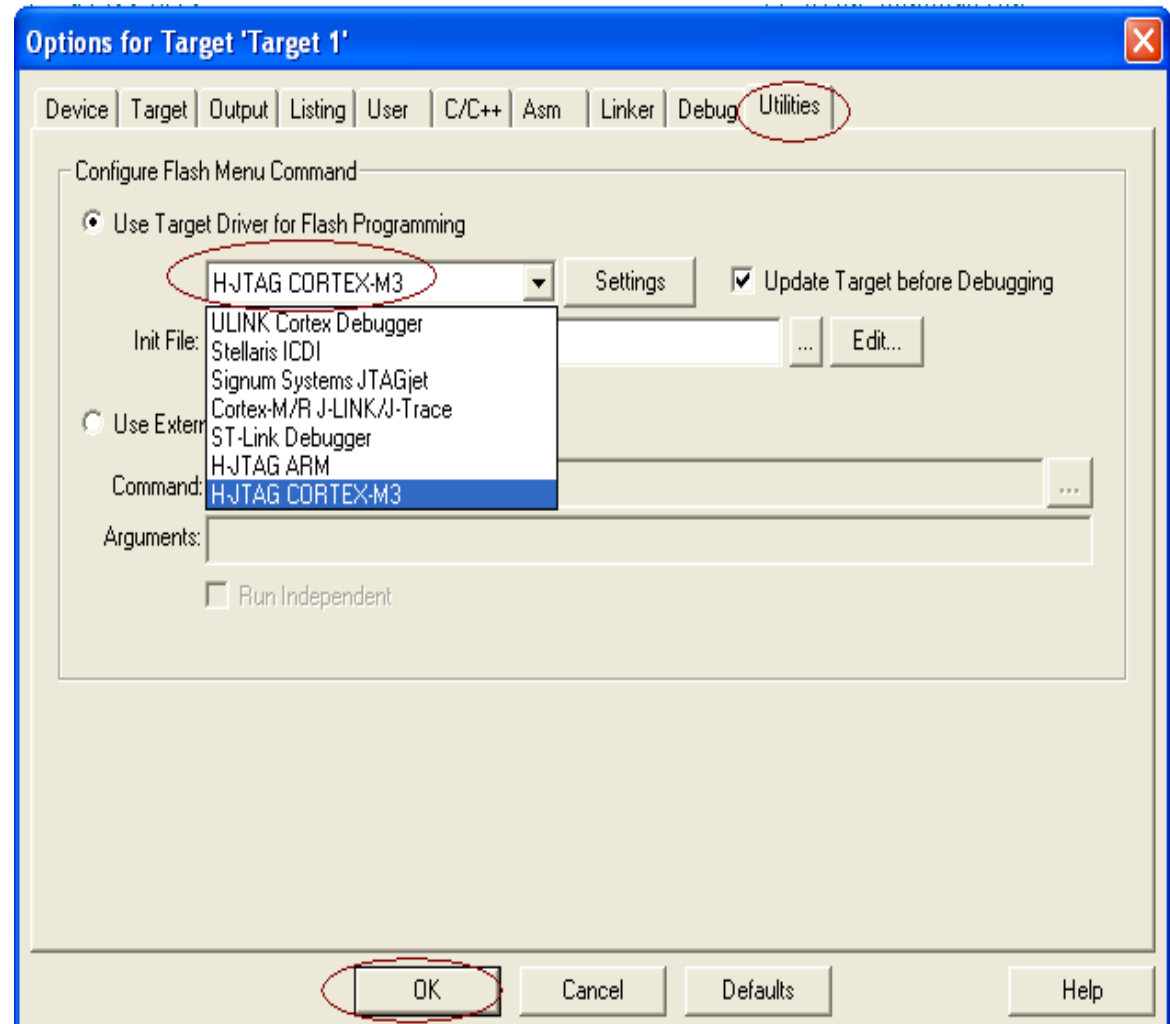 Options for Target 'Target 1'
Device Target Output Listing User C/C++ Asm Linker Debug Utilities
Configure Flash Menu Command
Use Target Driver for Flash Programming
H-JTAG CORTEX-M3 Settings Update Target before Debugging
ULINK Cortex Debugger
Init File: ... Edit...
Stellaris ICDI
Signum Systems JTAGjet
Cortex-M/R J-LINK/J-Trace
Use Extern
ST-Link Debugger
H-JTAG ARM
Command: H-JTAG CORTEX-M3 ...
Arguments:
Run Independent
OK Cancel Defaults Help